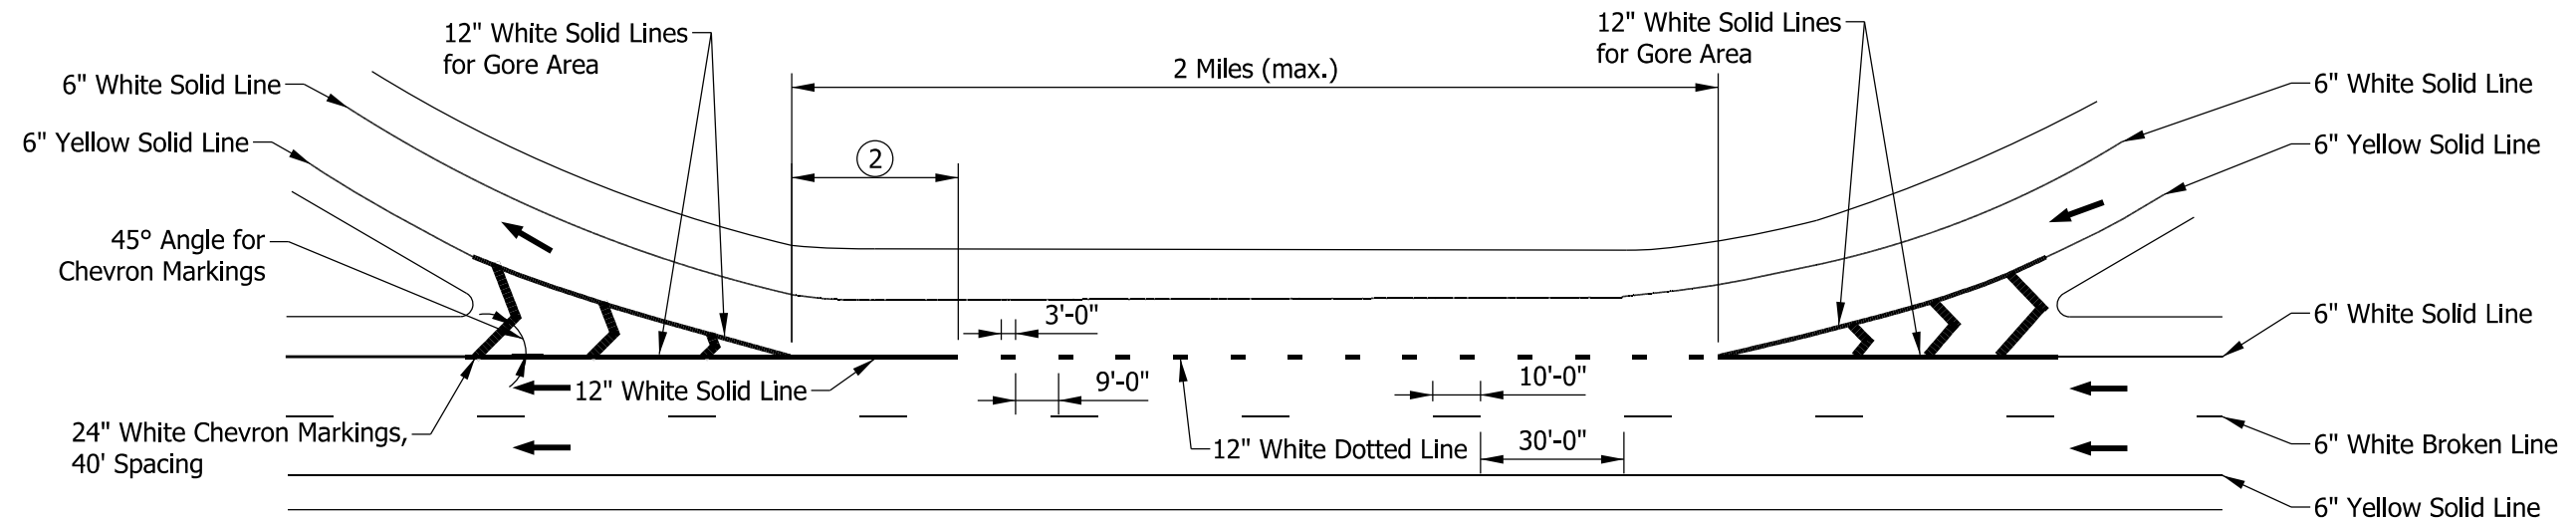 12" White Solid Lines
for Gore Area
12" White Solid Lines
for Gore Area
2 Miles (max.)
6" White Solid Line
6" White Solid Line
6" Yellow Solid Line
6" Yellow Solid Line
2
45° Angle for
Chevron Markings
3'-0"
6" White Solid Line
12" White Solid Line
9'-0"
10'-0"
24" White Chevron Markings,
40' Spacing
12" White Dotted Line
30'-0"
6" White Broken Line
6" Yellow Solid Line